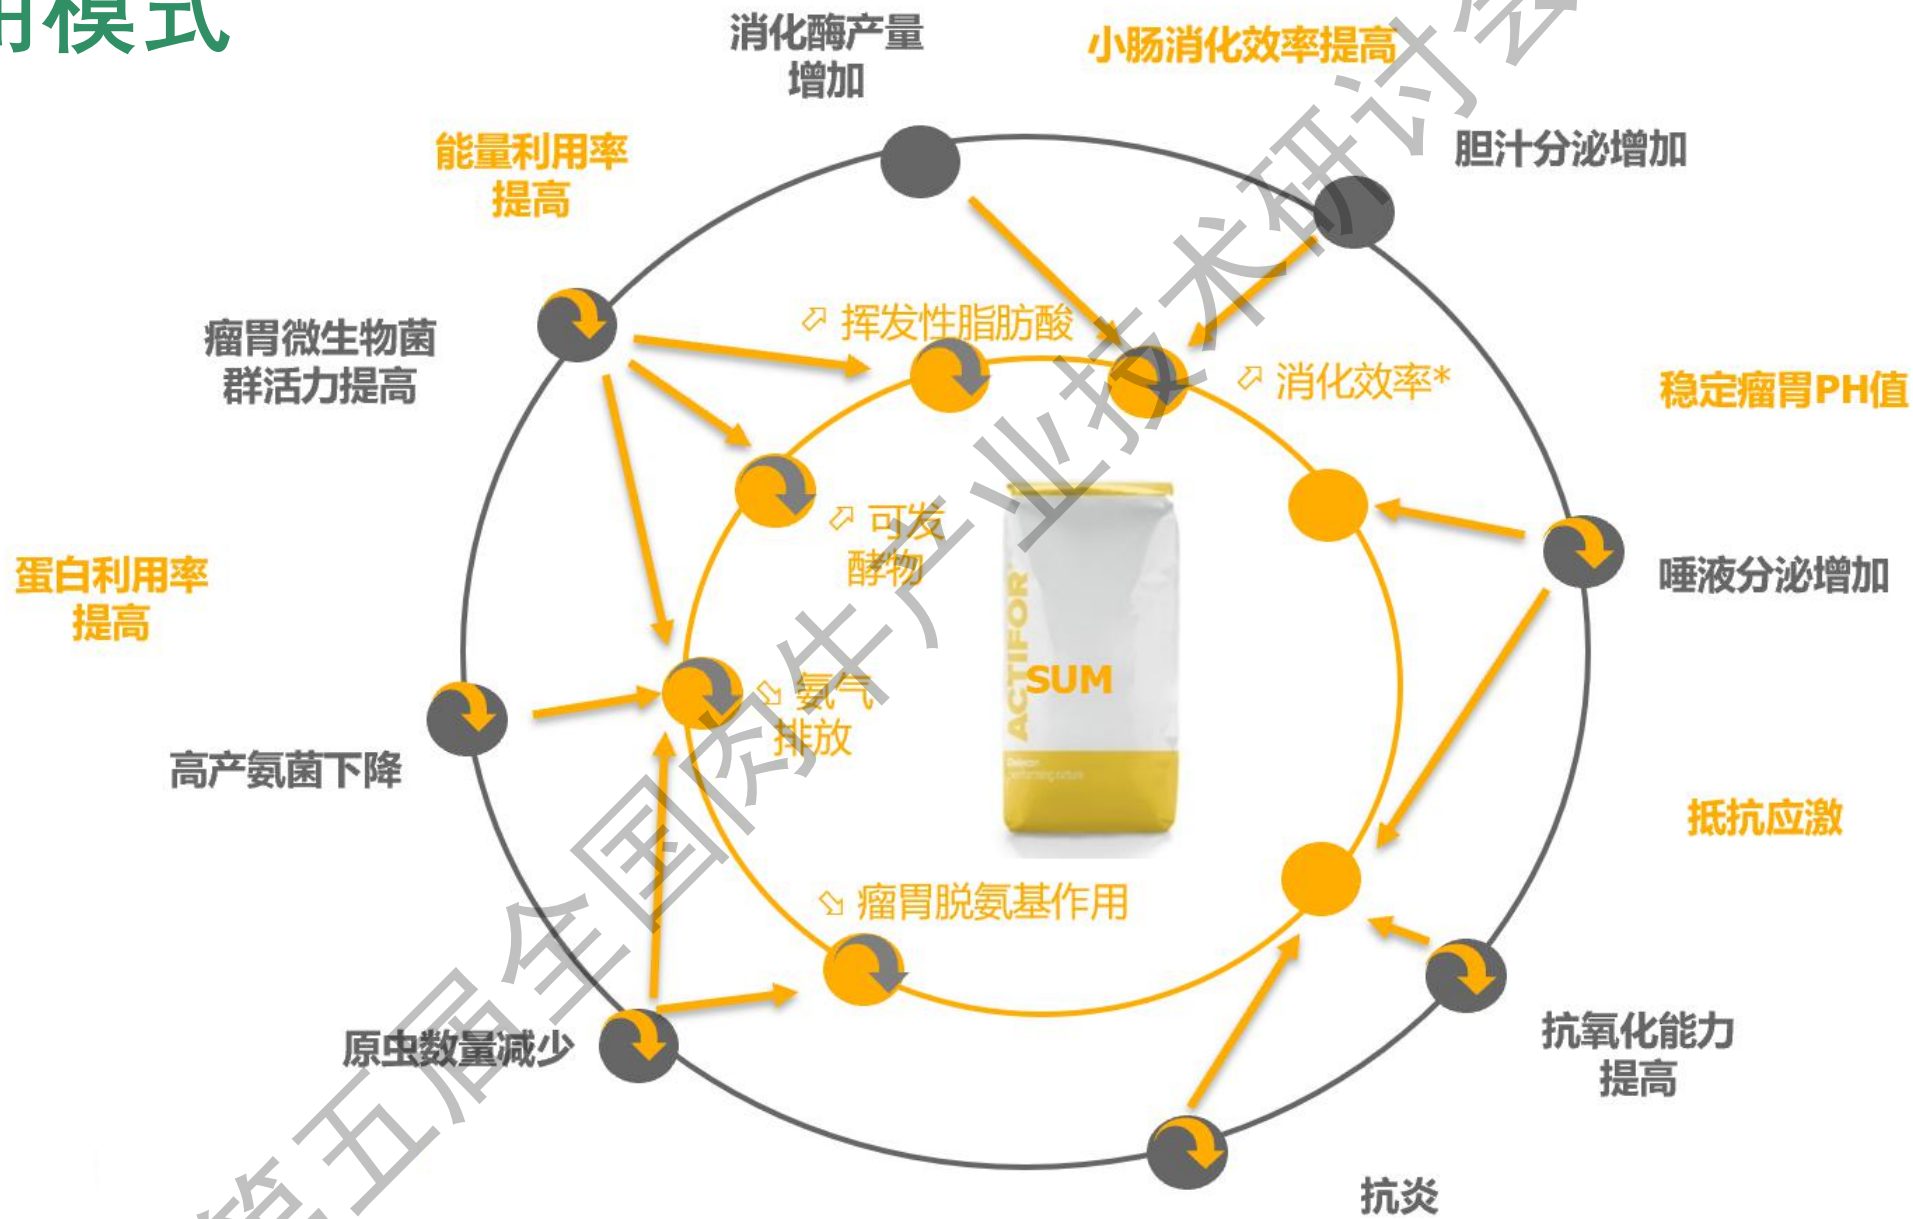 用模式
消化酶产量
增加
小肠消化效率提高
胆汁分泌增加
能量利用率
提高
瘤胃微生物菌
群活力提高
挥发性脂肪酸
消化效率*
稳定瘤胃PH值
可发
酵物
唾液分泌增加
蛋白利用率
提高
ACTIFOR
SUM
氨气
排放
高产氨菌下降
performing nature
抵抗应激
瘤胃脱氨基作用
原虫数量减少
抗氧化能力
提高
抗炎
第五届全国肉牛产业技术研讨会